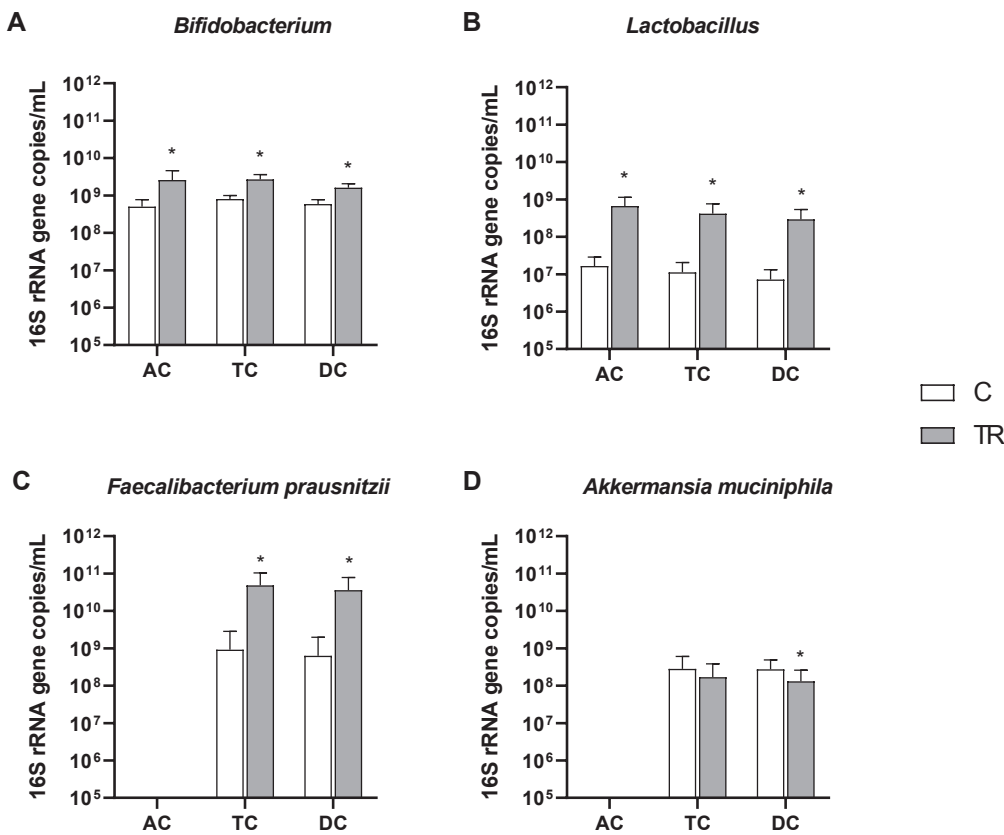 A
Bifidobacterium
16S rRNA gene copies/mL
10¹²
10¹¹
10¹⁰
10⁹
10⁸
10⁷
10⁶
10⁵
* * *
AC TC DC
B
Lactobacillus
16S rRNA gene copies/mL
10¹²
10¹¹
10¹⁰
10⁹
10⁸
10⁷
10⁶
10⁵
* * *
AC TC DC
C
TR
C
Faecalibacterium prausnitzii
16S rRNA gene copies/mL
10¹²
10¹¹
10¹⁰
10⁹
10⁸
10⁷
10⁶
10⁵
* *
AC TC DC
D
Akkermansia muciniphila
16S rRNA gene copies/mL
10¹²
10¹¹
10¹⁰
10⁹
10⁸
10⁷
10⁶
10⁵
*
AC TC DC